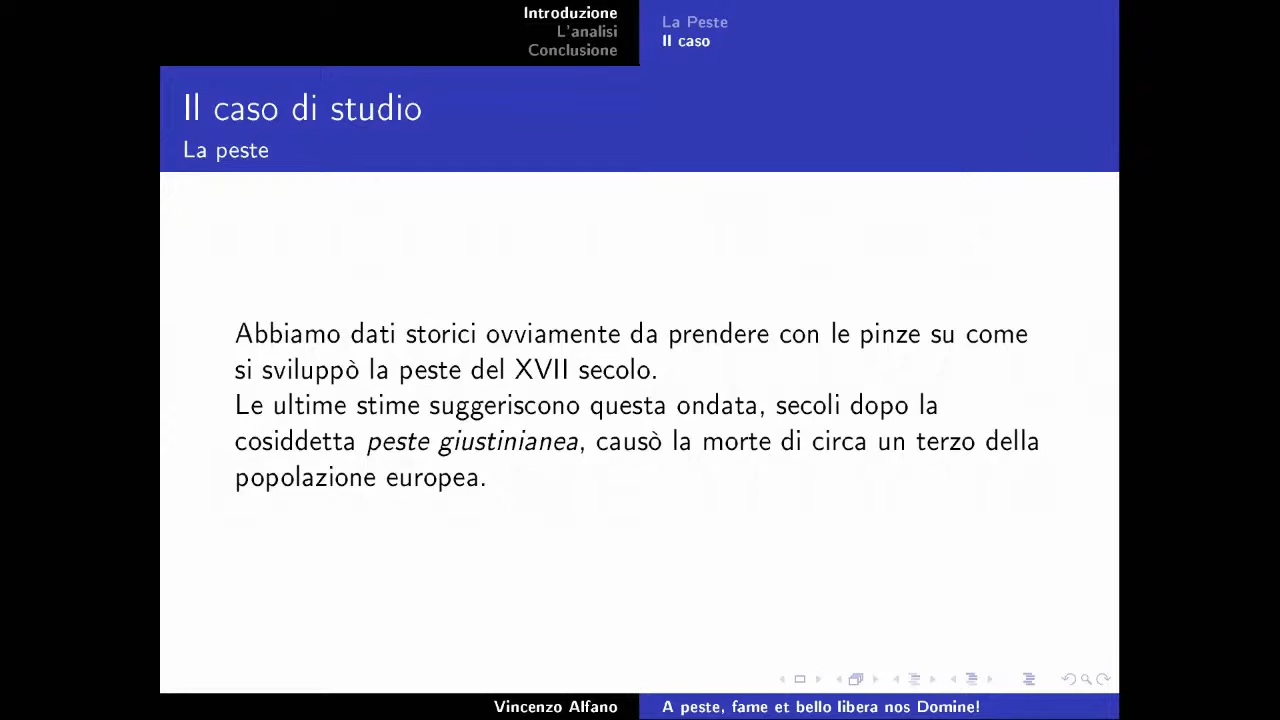 Introduzione
L'analisi
Conclusione
La Peste
Il caso
Il caso di studio
La peste
Abbiamo dati storici ovviamente da prendere con le pinze su come
si sviluppò la peste del XVII secolo.
Le ultime stime suggeriscono questa ondata, secoli dopo la
cosiddetta peste giustinianea, causò la morte di circa un terzo della
popolazione europea.
Vincenzo Alfano
A peste, fame et bello libera nos Domine!